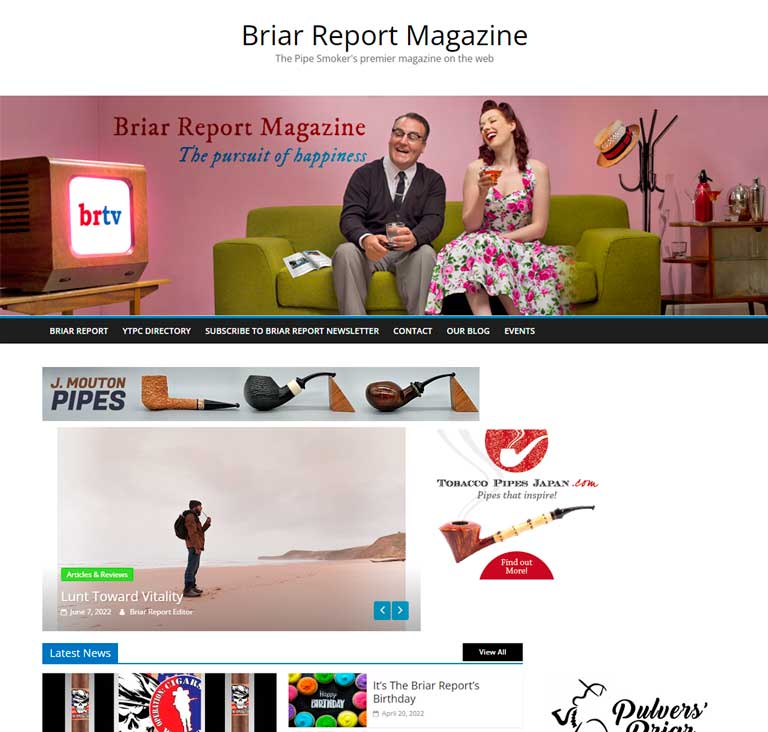 Briar Report Magazine
The Pipe Smoker's premier magazine on the web
Briar Report Magazine
The pursuit of happiness
brtv
BRIAR REPORT YTPC DIRECTORY SUBSCRIBE TO BRIAR REPORT NEWSLETTER CONTACT OUR BLOG EVENTS
J. MOUTON
PIPES
TOBACCO PIPES JAPAN.com
Pipes that inspire!
Find out
More!
Articles & Reviews
Lunt Toward Vitality
June 7, 2022 Briar Report Editor
Latest News
View All
OPERATION: CIGARS
Happy
BIRTHDAY
It's The Briar Report's
Birthday
April 20, 2022
Pulvers'
Briar